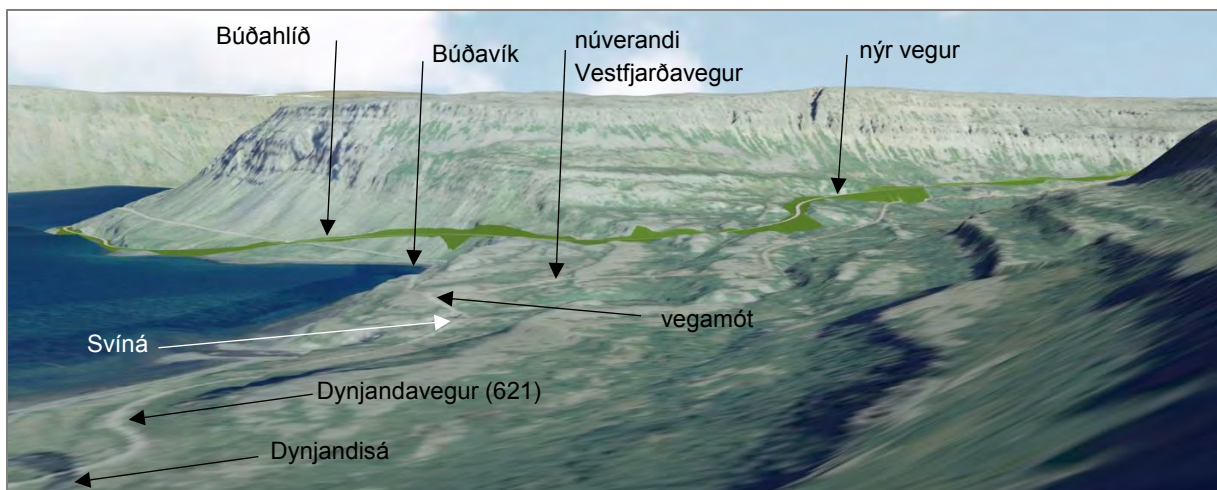 Búðahlíð
Búðavík
núverandi
Vestfjarðavegur
nýr vegur
vegamót
Svíná
Dynjandavegur (621)
Dynjandisá